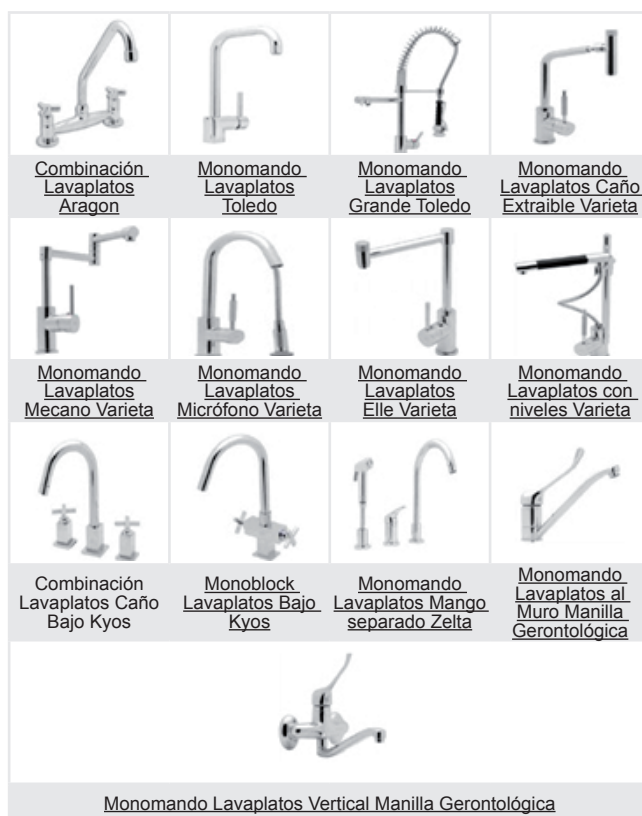 Combinación
Lavaplatos
Aragon
Monomando
Lavaplatos
Toledo
Monomando
Lavaplatos
Grande Toledo
Monomando
Lavaplatos Caño
Extraible Varieta
Monomando
Lavaplatos
Mecano Varieta
Monomando
Lavaplatos
Micrófono Varieta
Monomando
Lavaplatos
Elle Varieta
Monomando
Lavaplatos con
niveles Varieta
Combinación
Lavaplatos Caño
Bajo Kyos
Monoblock
Lavaplatos Bajo
Kyos
Monomando
Lavaplatos Mango
separado Zelta
Monomando
Lavaplatos al
Muro Manilla
Gerontológica
Monomando Lavaplatos Vertical Manilla Gerontológica